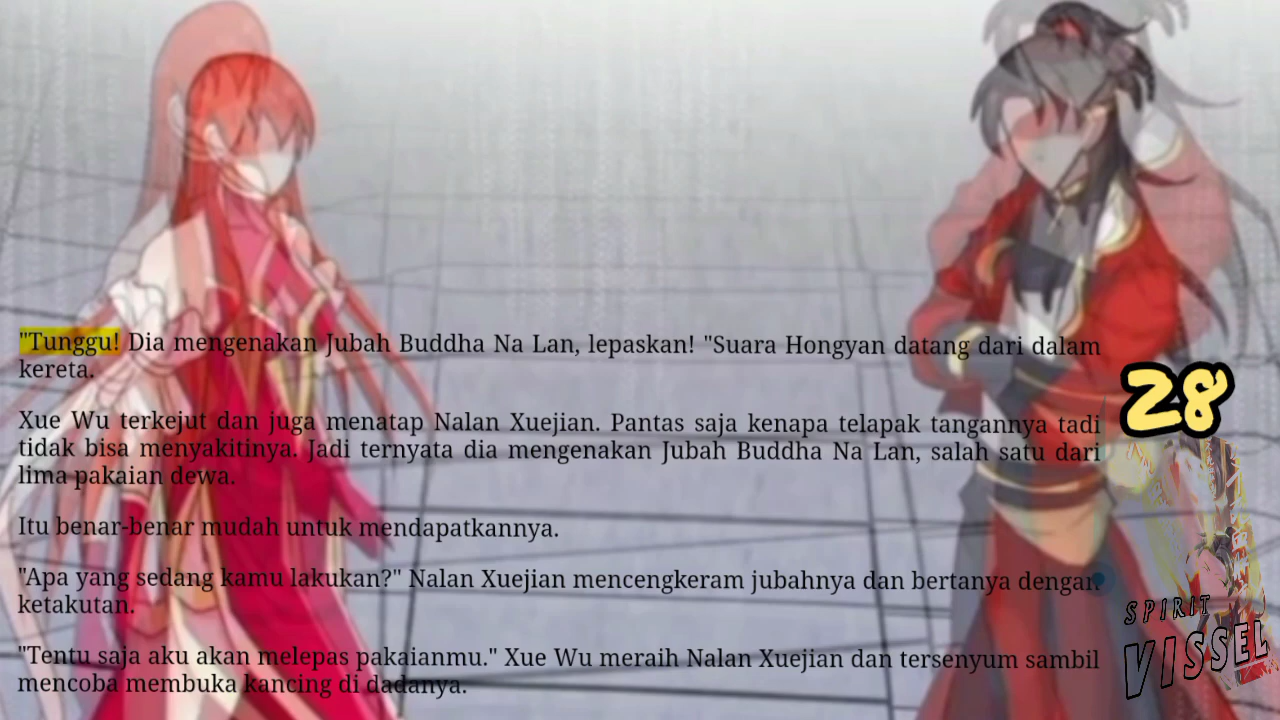 "Tunggu! Dia mengenakan Jubah Buddha Na Lan, lepaskan! "Suara Hongyan datang dari dalam
kereta.
Xue Wu terkejut dan juga menatap Nalan Xuejian. Pantas saja kenapa telapak tangannya tadi
tidak bisa menyakitinya. Jadi ternyata dia mengenakan Jubah Buddha Na Lan, salah satu dari
lima pakaian dewa.
Itu benar-benar mudah untuk mendapatkannya.
"Apa yang sedang kamu lakukan?" Nalan Xuejian mencengkeram jubahnya dan bertanya dengan
ketakutan.
"Tentu saja aku akan melepas pakaianmu." Xue Wu meraih Nalan Xuejian dan tersenyum sambil
mencoba membuka kancing di dadanya.
28
SPIRIT
VISSEL